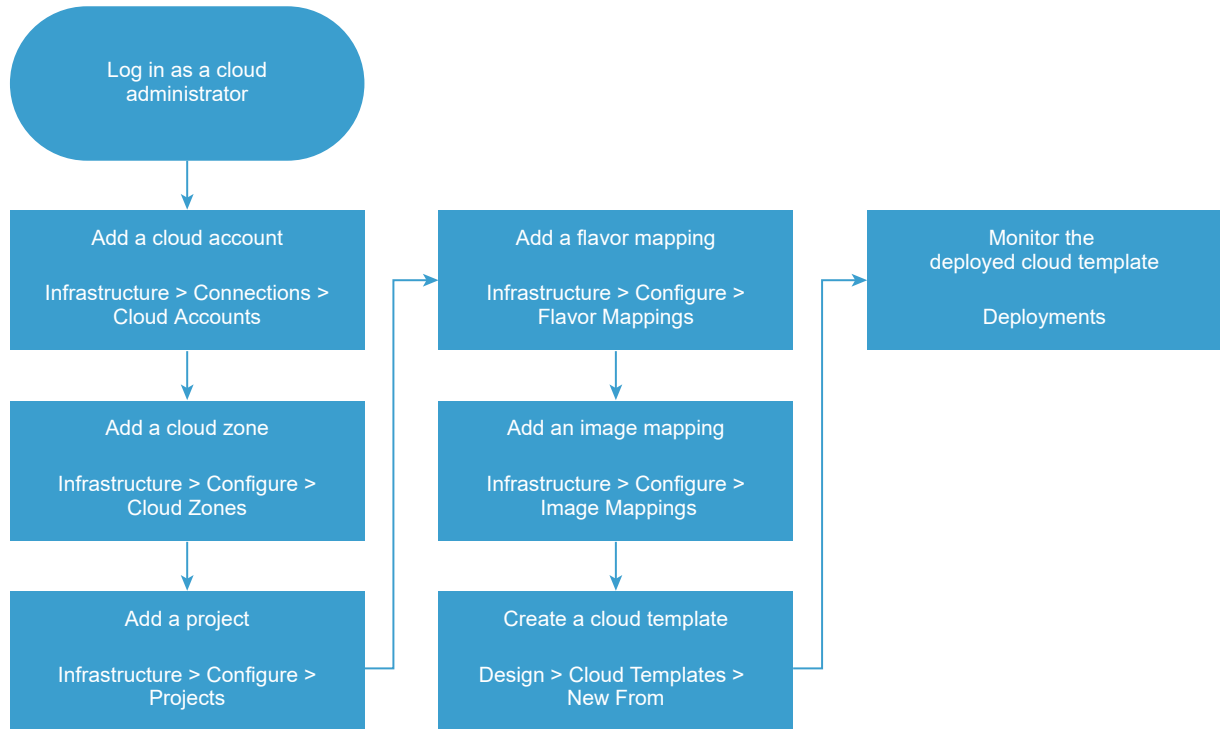 Log in as a cloud
administrator
Add a cloud account
Infrastructure > Connections >
Cloud Accounts
Add a cloud zone
Infrastructure > Configure >
Cloud Zones
Add a project
Infrastructure > Configure >
Projects
Add a flavor mapping
Infrastructure > Configure >
Flavor Mappings
Add an image mapping
Infrastructure > Configure >
Image Mappings
Create a cloud template
Design > Cloud Templates >
New From
Monitor the
deployed cloud template
Deployments